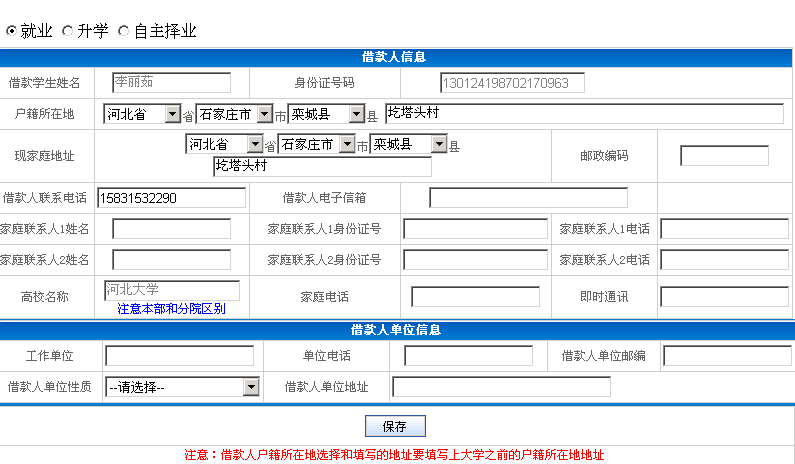 就业 升学 自主择业
借款人信息
借款学生姓名 李丽茹 身份证号码 130124198702170963
户籍所在地 河北省 省 石家庄市 市 栾城县 县 圪塔头村
现家庭地址 河北省 省 石家庄市 市 栾城县 县 邮政编码
圪塔头村
借款人联系电话 15831532290 借款人电子信箱
家庭联系人1姓名 家庭联系人1身份证号 家庭联系人1电话
家庭联系人2姓名 家庭联系人2身份证号 家庭联系人2电话
高校名称 河北大学 家庭电话 即时通讯
注意本部和分院区别
借款人单位信息
工作单位 单位电话 借款人单位邮编
借款人单位性质 --请选择-- 借款人单位地址
保存
注意：借款人户籍所在地选择和填写的地址要填写上大学之前的户籍所在地地址